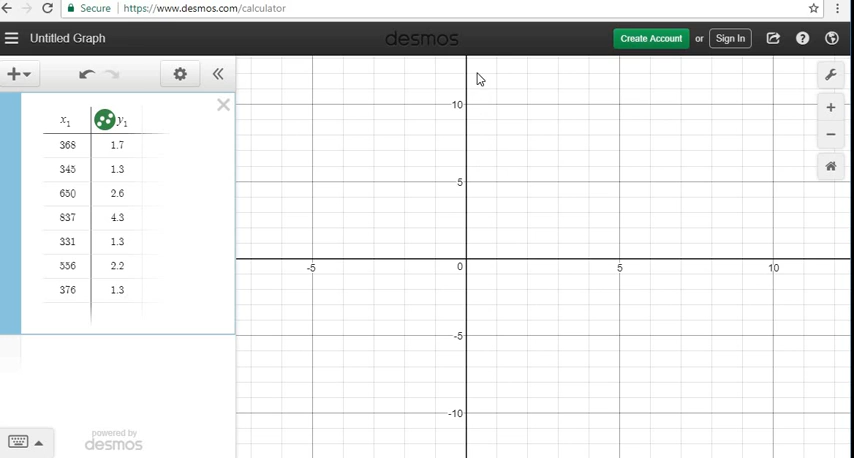 Secure https://www.desmos.com/calculator
Untitled Graph
desmos
Create Account or Sign In
x1 y1
368 1.7
345 1.3
650 2.6
837 4.3
331 1.3
556 2.2
376 1.3
powered by
desmos
10
5
-5 0 5 10
-5
-10